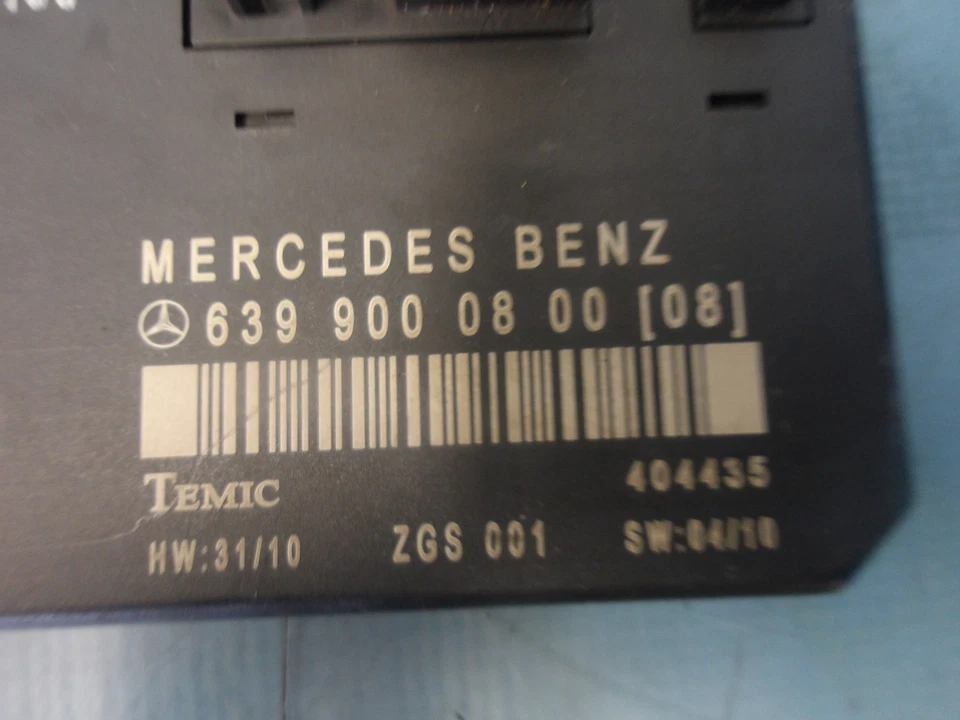 MERCEDES BENZ
639 900 08 00 [08]
TEMIC 404435
HW:31/10 ZGS 001 SW:04/10